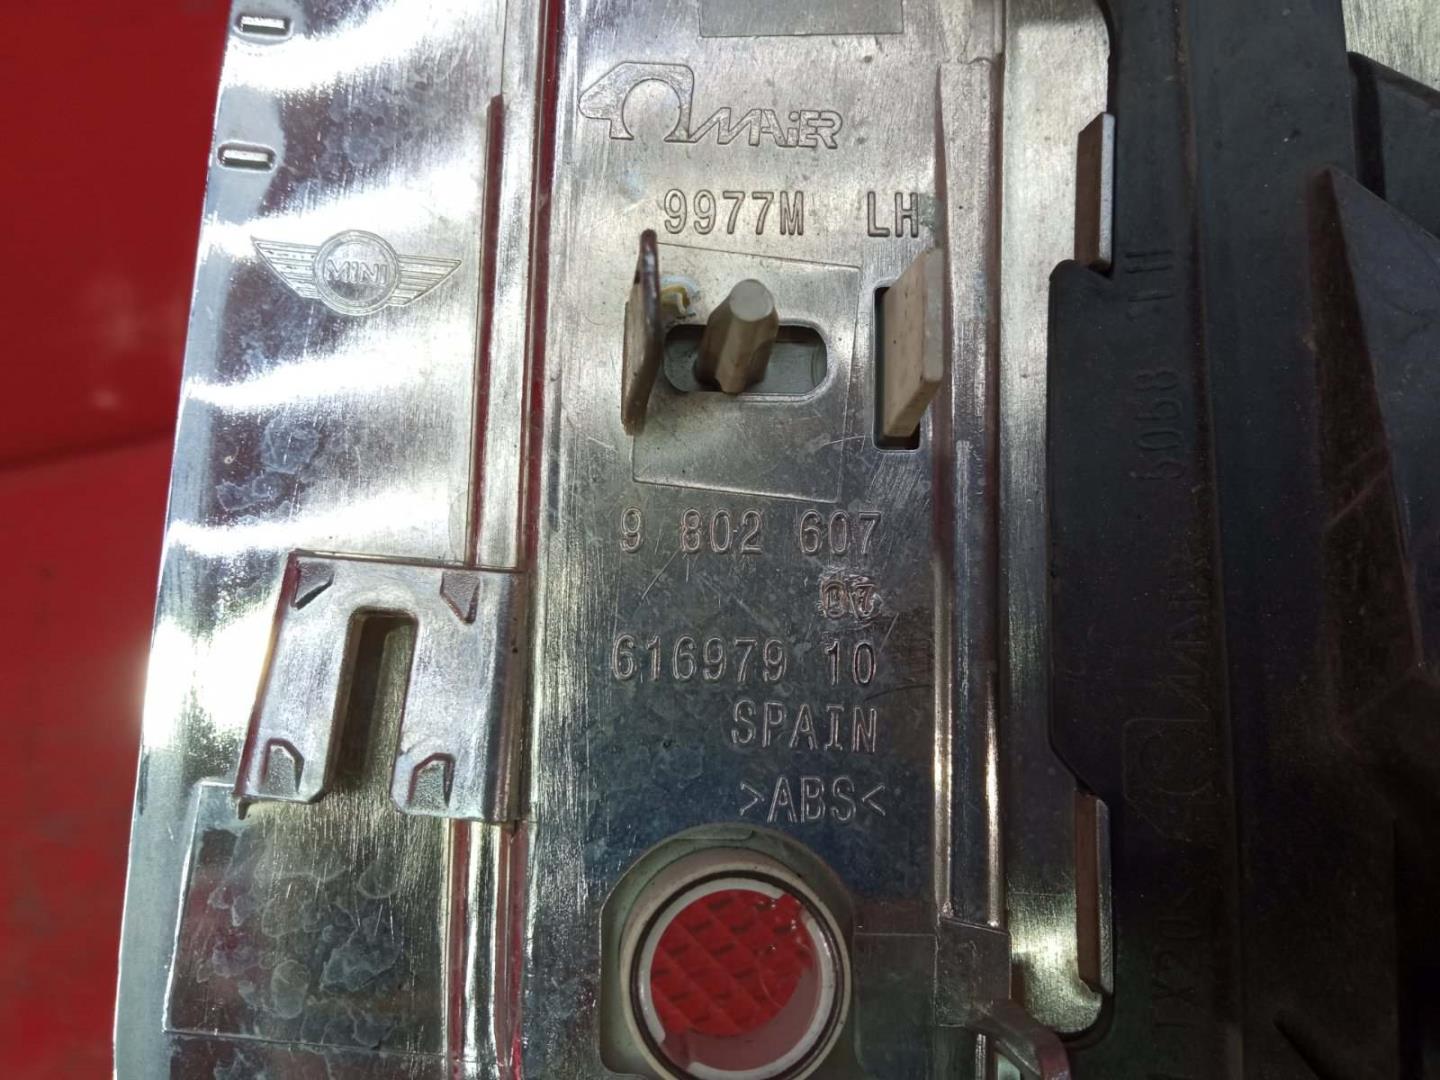 MAiER
9977M LH
MINI
9 802 607
07
616979 10
SPAIN
>ABS<